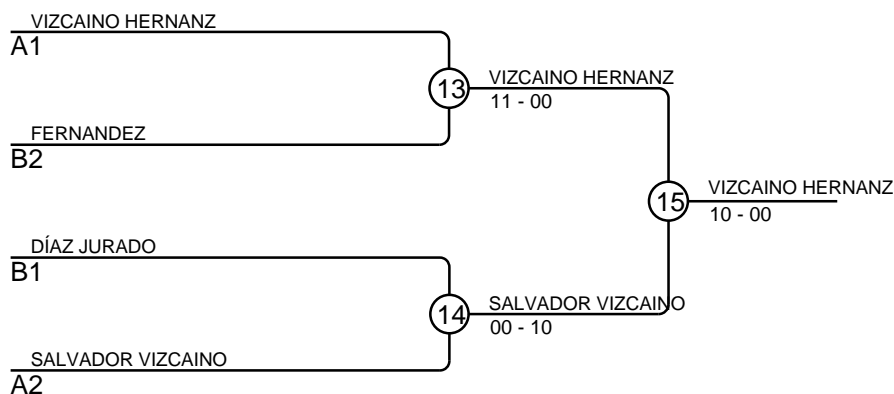 VIZCAINO HERNANZ
A1
13
VIZCAINO HERNANZ
11 - 00
FERNANDEZ
B2
15
VIZCAINO HERNANZ
10 - 00
DÍAZ JURADO
B1
14
SALVADOR VIZCAINO
00 - 10
SALVADOR VIZCAINO
A2